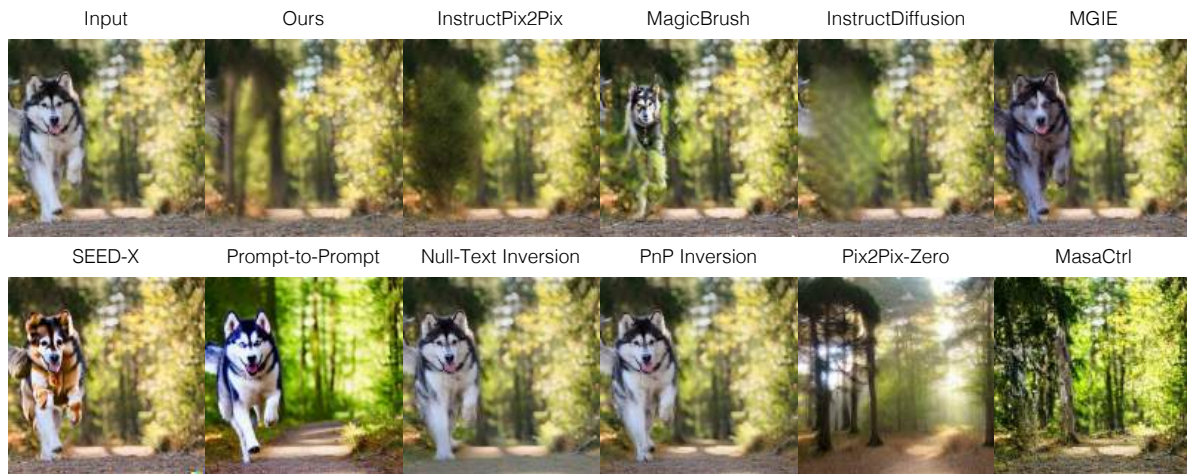 Input Ours InstructPix2Pix MagicBrush InstructDiffusion MGIE
SEED-X Prompt-to-Prompt Null-Text Inversion PnP Inversion Pix2Pix-Zero MasaCtrl